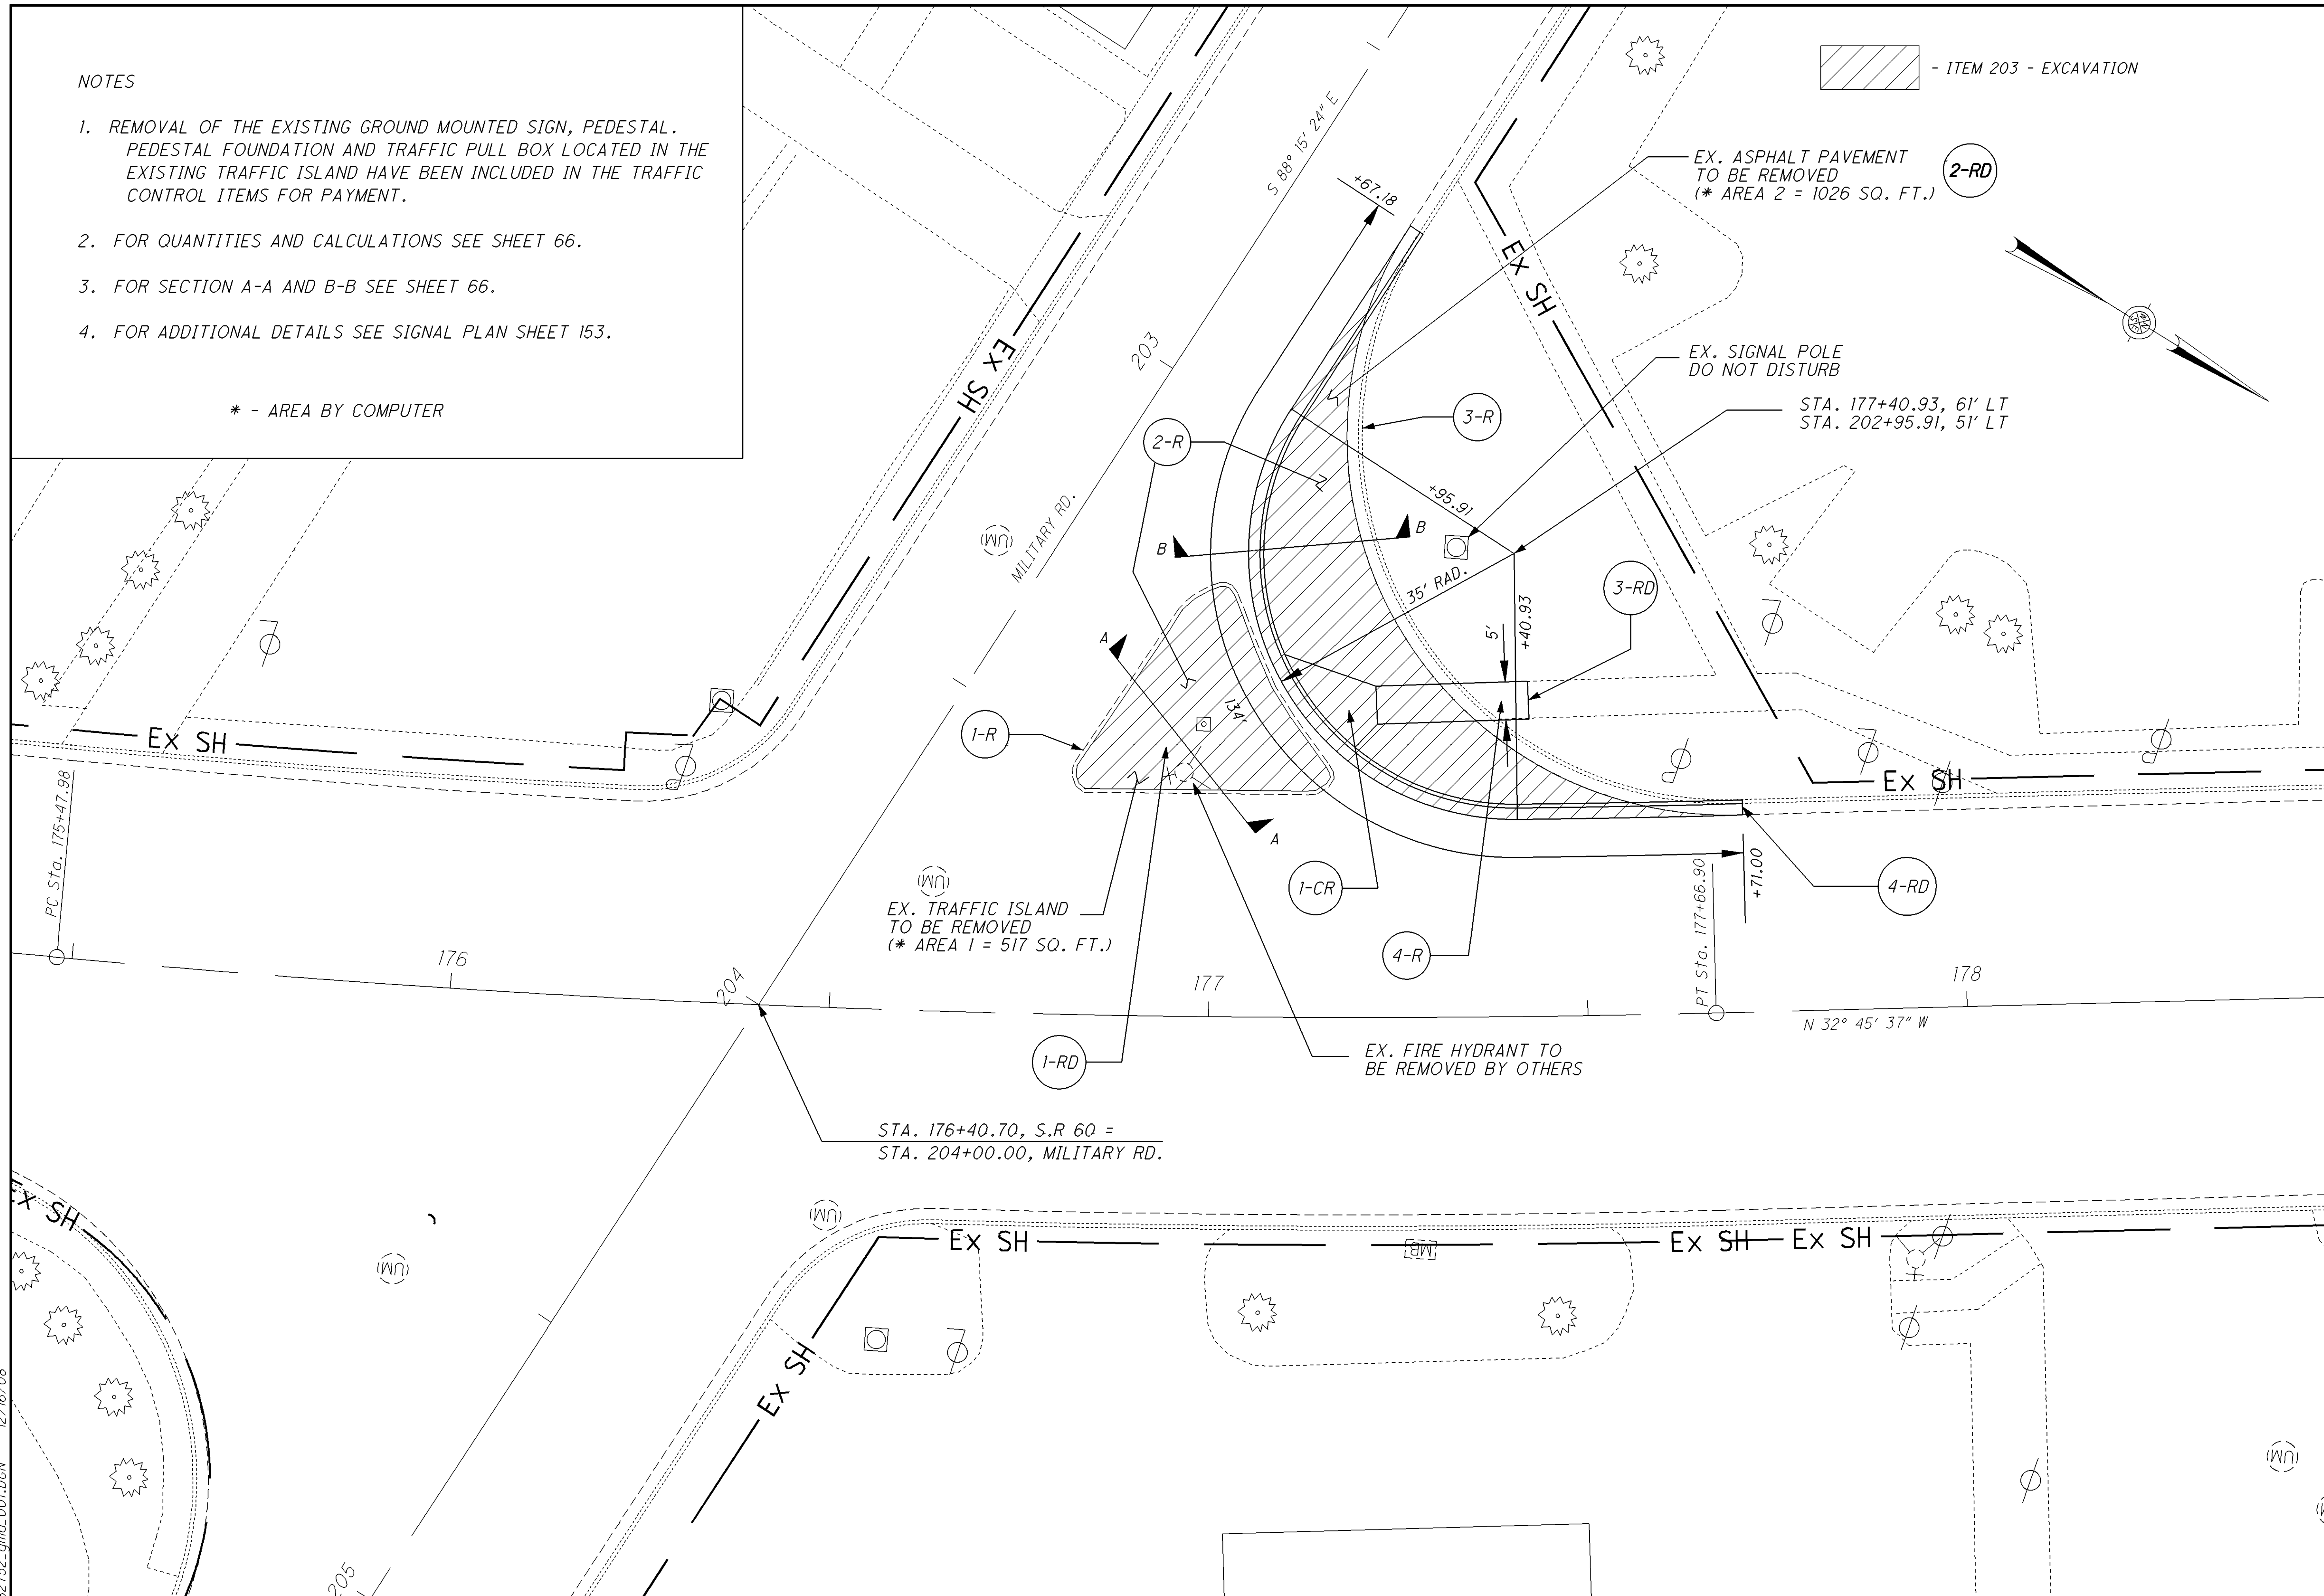 NOTES
1. REMOVAL OF THE EXISTING GROUND MOUNTED SIGN, PEDESTAL.
PEDESTAL FOUNDATION AND TRAFFIC PULL BOX LOCATED IN THE
EXISTING TRAFFIC ISLAND HAVE BEEN INCLUDED IN THE TRAFFIC
CONTROL ITEMS FOR PAYMENT.
2. FOR QUANTITIES AND CALCULATIONS SEE SHEET 66.
3. FOR SECTION A-A AND B-B SEE SHEET 66.
4. FOR ADDITIONAL DETAILS SEE SIGNAL PLAN SHEET 153.
* - AREA BY COMPUTER
- ITEM 203 - EXCAVATION
EX. ASPHALT PAVEMENT
TO BE REMOVED
(* AREA 2 = 1026 SQ. FT.)
2-RD
S 88° 15' 24" E
+67.18
EX SH
EX. SIGNAL POLE
DO NOT DISTURB
STA. 177+40.93, 61' LT
STA. 202+95.91, 51' LT
203
EX SH
2-R
3-R
+95.91
MILITARY RD.
(UM)
B
B
35' RAD.
3-RD
5'
+40.93
A
1-R
134'
A
EX SH
EX SH
PC Sta. 175+47.98
1-CR
4-RD
PT Sta. 177+66.90
+71.00
(UM)
EX. TRAFFIC ISLAND
TO BE REMOVED
(* AREA 1 = 517 SQ. FT.)
4-R
176
204
177
178
N 32° 45' 37" W
1-RD
EX. FIRE HYDRANT TO
BE REMOVED BY OTHERS
STA. 176+40.70, S.R 60 =
STA. 204+00.00, MILITARY RD.
EX SH
(UM)
EX SH
MB
EX SH
EX SH
(UM)
EX SH
(UM)
205